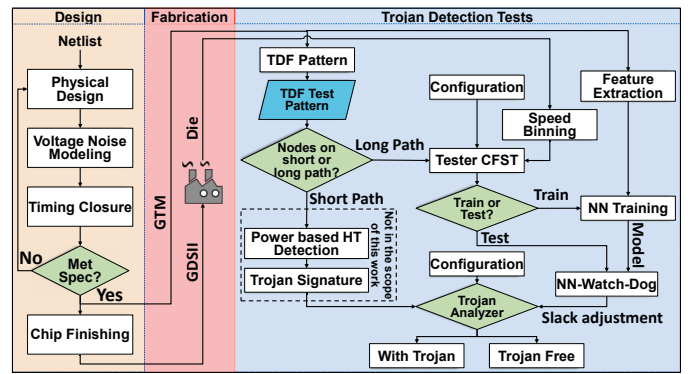 Design
Fabrication
Trojan Detection Tests
Netlist
Physical
Design
Voltage Noise
Modeling
Timing Closure
No
Met
Spec?
Yes
Chip Finishing
GTM
Die
GDSII
TDF Pattern
TDF Test
Pattern
Nodes on
short or
long path?
Long Path
Short Path
Power based HT
Detection
Trojan Signature
Not in the scope
of this work
Configuration
Speed
Binning
Feature
Extraction
Tester CFST
Train or
Test?
Train
Test
NN Training
Model
NN-Watch-Dog
Configuration
Trojan
Analyzer
Slack adjustment
With Trojan
Trojan Free